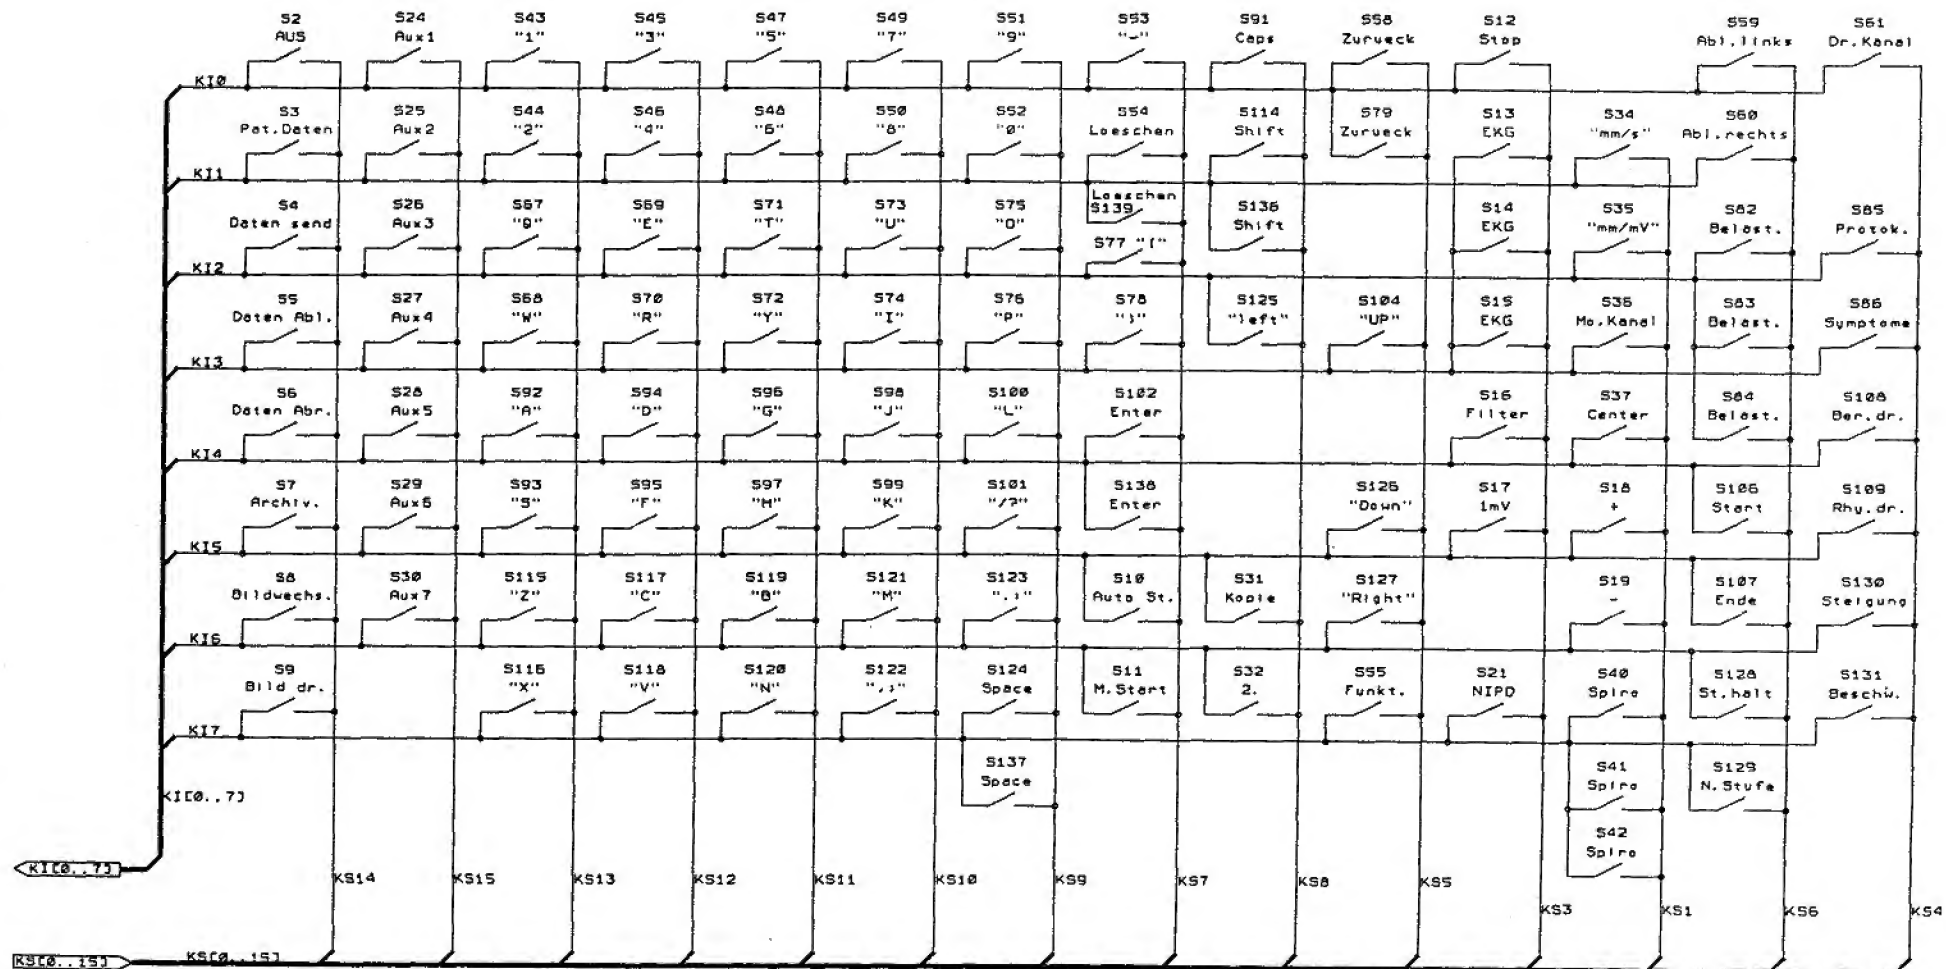 S2 S24 S43 S45 S47 S49 S51 S53 S91 S58 S12 S59 S61
AUS Aux1 "1" "3" "5" "7" "9" "-" Caps Zurueck Stop Abl.links Dr.Kanal
KI0
S3 S25 S44 S46 S48 S50 S52 S54 S114 S79 S13 S34 S60
Pat.Daten Aux2 "2" "4" "6" "8" "0" Loeschen Shift Zurueck EKG "mm/s" Abl.rechts
KI1
Loeschen
S4 S26 S67 S69 S71 S73 S75 S139 S136 S14 S35 S82 S85
Daten send Aux3 "Q" "E" "T" "U" "O" Shift EKG "mm/mV" Belast. Protok.
S77 "["
KI2
S5 S27 S68 S70 S72 S74 S76 S78 S125 S104 S15 S36 S83 S86
Daten Abl. Aux4 "W" "R" "Y" "I" "P" "]" "left" "UP" EKG Mo.Kanal Belast. Symptome
KI3
S6 S28 S92 S94 S96 S98 S100 S102 S16 S37 S84 S108
Daten Abr. Aux5 "A" "D" "G" "J" "L" Enter Filter Center Belast. Ber.dr.
KI4
S7 S29 S93 S95 S97 S99 S101 S138 S126 S17 S18 S106 S109
Archiv. Aux6 "S" "F" "H" "K" "/?" Enter "Down" 1mV + Start Rhy.dr.
KI5
S8 S30 S115 S117 S119 S121 S123 S10 S31 S127 S19 S107 S130
Bildwechs. Aux7 "Z" "C" "B" "M" ".:" Auto St. Kopie "Right" - Ende Steigung
KI6
S9 S116 S118 S120 S122 S124 S11 S32 S55 S21 S40 S128 S131
Bild dr. "X" "V" "N" ",;" Space M.Start 2. Funkt. NIPD Spiro St.halt Beschw.
KI7
S137 S41 S129
Space Spiro N.Stufe
KI[0..7]
S42
Spiro
KI[0..7]
KS14 KS15 KS13 KS12 KS11 KS10 KS9 KS7 KS8 KS5
KS3 KS1 KS6 KS4
KS[0..15] KS[0..15]